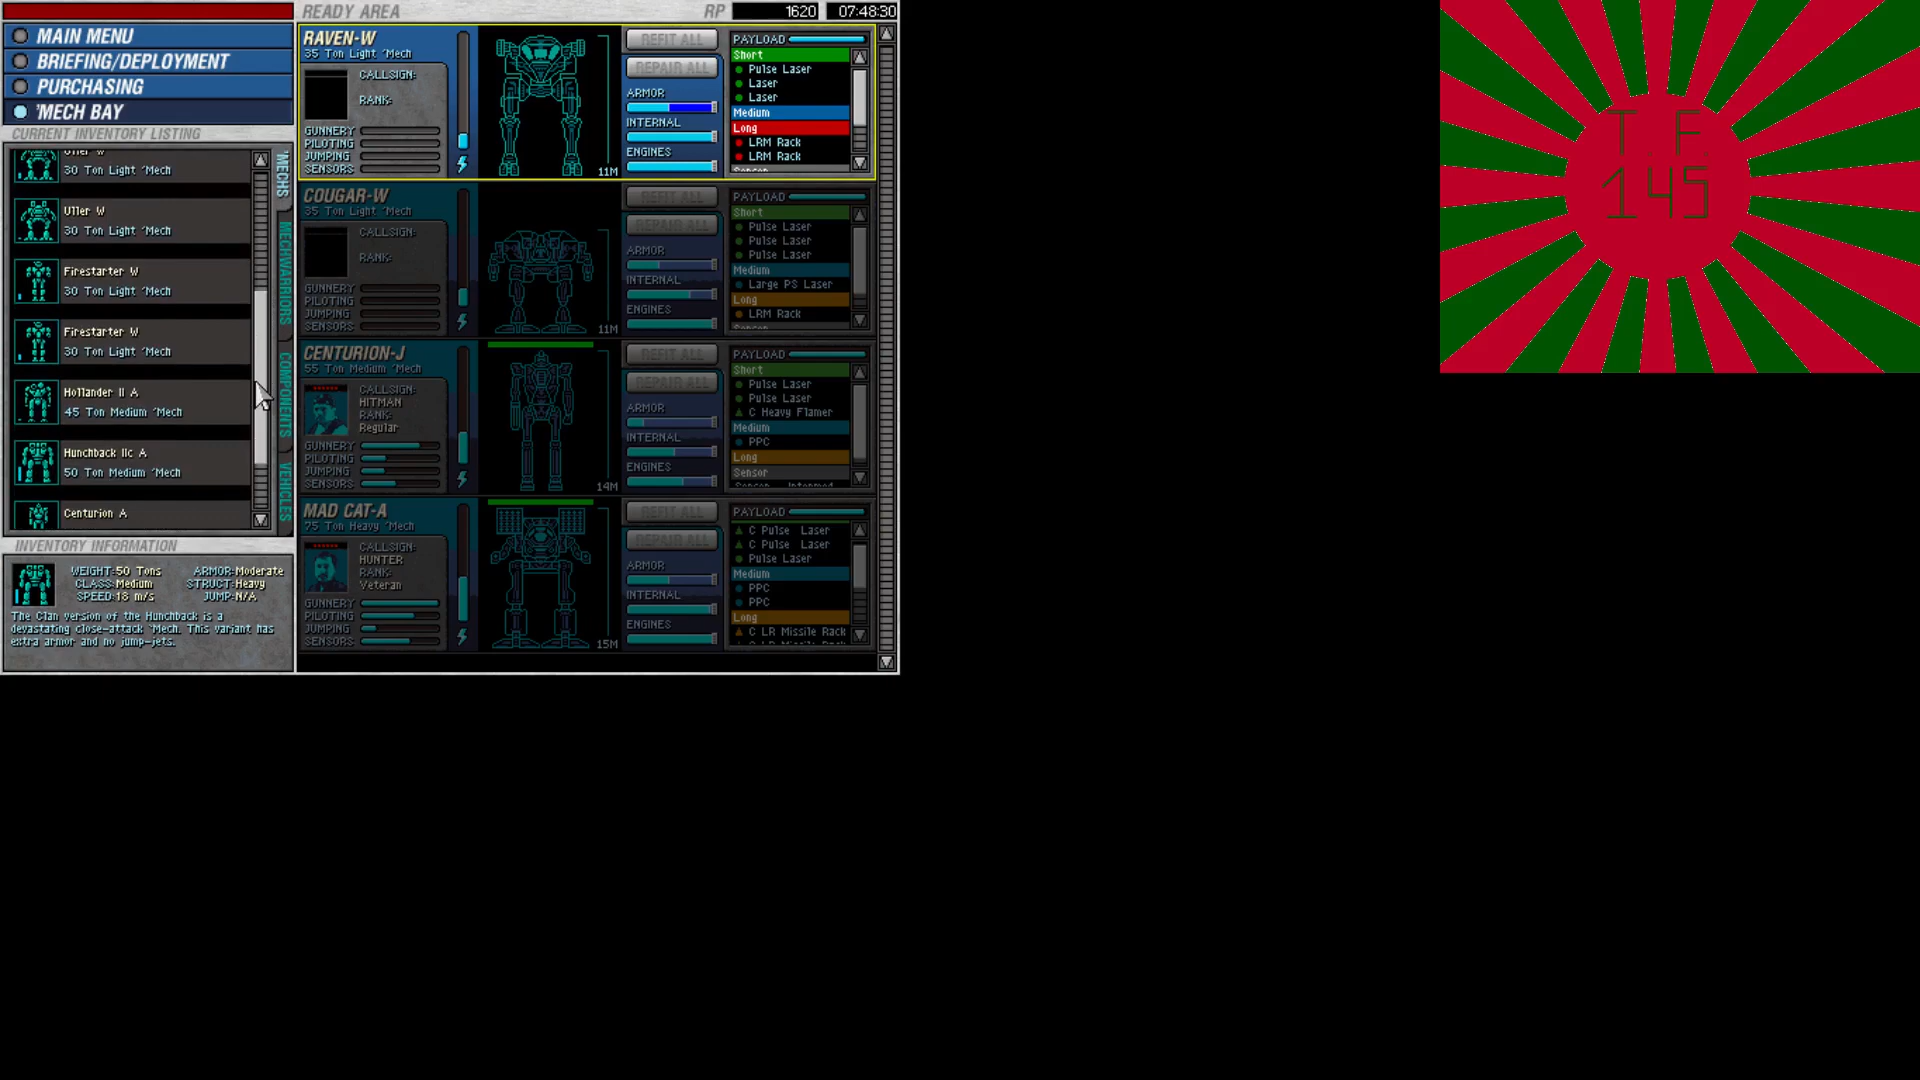 READY AREA
RP 1620 07:48:30
MAIN MENU
BRIEFING/DEPLOYMENT
PURCHASING
'MECH BAY
CURRENT INVENTORY LISTING
Uller W
30 Ton Light 'Mech
Uller W
30 Ton Light 'Mech
Firestarter W
30 Ton Light 'Mech
Firestarter W
30 Ton Light 'Mech
Hollander II A
45 Ton Medium 'Mech
Hunchback IIc A
50 Ton Medium 'Mech
Centurion A
'MECHS
MECHWARRIORS
COMPONENTS
VEHICLES
INVENTORY INFORMATION
WEIGHT:50 Tons ARMOR:Moderate
CLASS:Medium STRUCT:Heavy
SPEED:18 m/s JUMP:N/A
The Clan version of the Hunchback is a
devastating close-attack 'Mech. This variant has
extra armor and no jump-jets.
RAVEN-W
35 Ton Light 'Mech
CALLSIGN:
RANK:
GUNNERY
PILOTING
JUMPING
SENSORS
11M
REFIT ALL
REPAIR ALL
ARMOR
INTERNAL
ENGINES
PAYLOAD
Short
Pulse Laser
Laser
Laser
Medium
Long
LRM Rack
LRM Rack
Sensor
COUGAR-W
35 Ton Light 'Mech
CALLSIGN:
RANK:
GUNNERY
PILOTING
JUMPING
SENSORS
11M
REFIT ALL
REPAIR ALL
ARMOR
INTERNAL
ENGINES
PAYLOAD
Short
Pulse Laser
Pulse Laser
Pulse Laser
Medium
Large PS Laser
Long
LRM Rack
Sensor
CENTURION-J
55 Ton Medium 'Mech
CALLSIGN:
HITMAN
RANK:
Regular
GUNNERY
PILOTING
JUMPING
SENSORS
14M
REFIT ALL
REPAIR ALL
ARMOR
INTERNAL
ENGINES
PAYLOAD
Short
Pulse Laser
Pulse Laser
C Heavy Flamer
Medium
PPC
Long
Sensor
MAD CAT-A
75 Ton Heavy 'Mech
CALLSIGN:
HUNTER
RANK:
Veteran
GUNNERY
PILOTING
JUMPING
SENSORS
15M
REFIT ALL
REPAIR ALL
ARMOR
INTERNAL
ENGINES
PAYLOAD
C Pulse Laser
C Pulse Laser
Pulse Laser
Medium
PPC
PPC
Long
C LR Missile Rack
T F
145